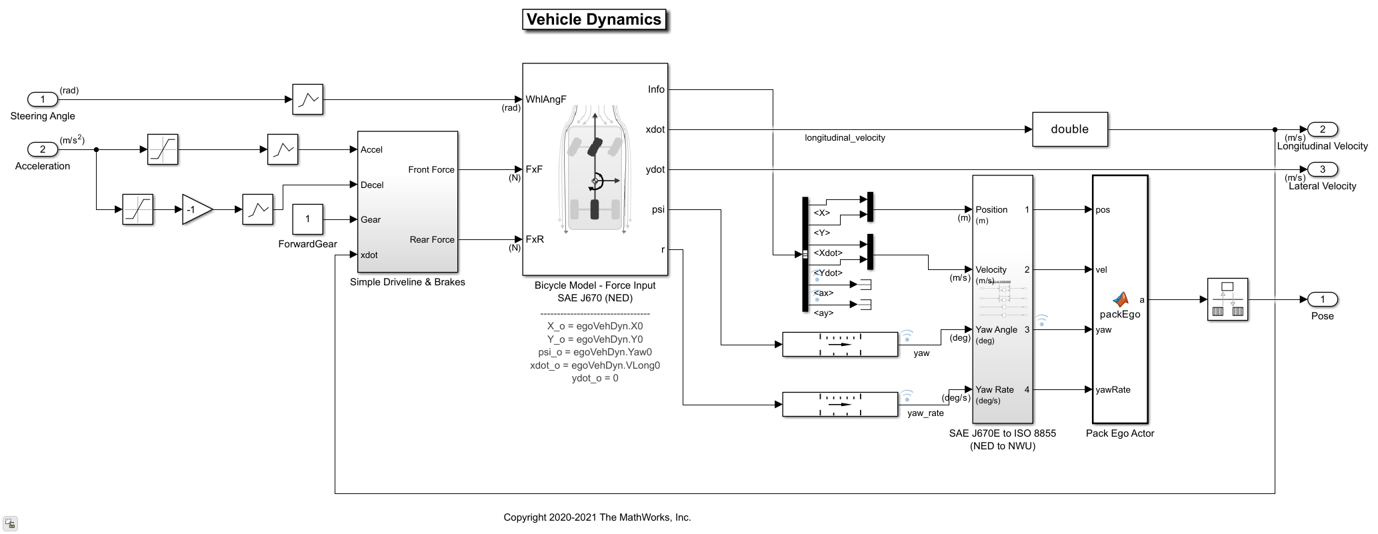 Vehicle Dynamics
1
(rad)
Steering Angle
2
(m/s²)
Acceleration
-1
1
ForwardGear
Accel
Decel
Gear
xdot
Front Force
Rear Force
Simple Driveline & Brakes
(rad)
(N)
(N)
WhlAngF
FxF
FxR
Info
xdot
ydot
psi
r
Bicycle Model - Force Input
SAE J670 (NED)
------------------------------
X_o = egoVehDyn.X0
Y_o = egoVehDyn.Y0
psi_o = egoVehDyn.Yaw0
xdot_o = egoVehDyn.VLong0
ydot_o = 0
longitudinal_velocity
double
<X>
<Y>
<Xdot>
<Ydot>
<ax>
<ay>
yaw
yaw_rate
(m)
(m/s)
(deg)
(deg/s)
Position
(m)
Velocity
(m/s)
Yaw Angle
(deg)
Yaw Rate
(deg/s)
1
2
3
4
SAE J670E to ISO 8855
(NED to NWU)
pos
vel
yaw
yawRate
packEgo
a
Pack Ego Actor
2
(m/s)
Longitudinal Velocity
3
(m/s)
Lateral Velocity
1
Pose
Copyright 2020-2021 The MathWorks, Inc.